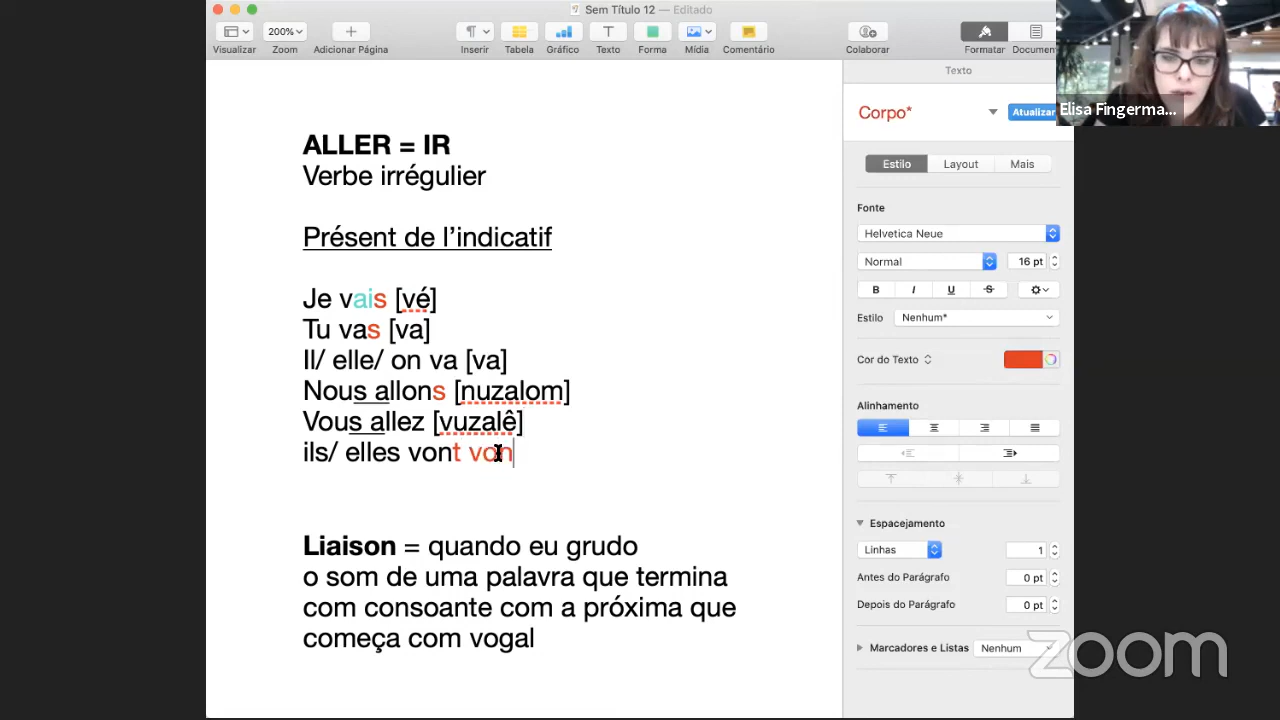 Sem Título 12 — Editado
200%
Visualizar Zoom Adicionar Página Inserir Tabela Gráfico Texto Forma Mídia Comentário Colaborar Formatar Documen
Texto
Elisa Fingerma...
Corpo* Atualizar
Estilo Layout Mais
Fonte
Helvetica Neue
Normal 16 pt
B I U S
Estilo Nenhum*
Cor do Texto
Alinhamento
Espaçejamento
Linhas 1
Antes do Parágrafo 0 pt
Depois do Parágrafo 0 pt
Marcadores e Listas Nenhum
ALLER = IR
Verbe irrégulier
Présent de l’indicatif
Je vais [vé]
Tu vas [va]
Il/ elle/ on va [va]
Nous allons [nuzalom]
Vous allez [vuzalê]
ils/ elles vont von
Liaison = quando eu grudo
o som de uma palavra que termina
com consoante com a próxima que
começa com vogal
zoom